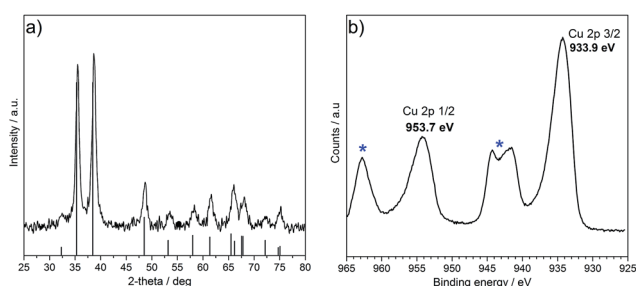 a)
Intensity / a.u.
25 30 35 40 45 50 55 60 65 70 75 80
2-theta / deg
b)
Counts / a.u
Cu 2p 3/2
933.9 eV
Cu 2p 1/2
953.7 eV
*
*
965 960 955 950 945 940 935 930 925
Binding energy / eV